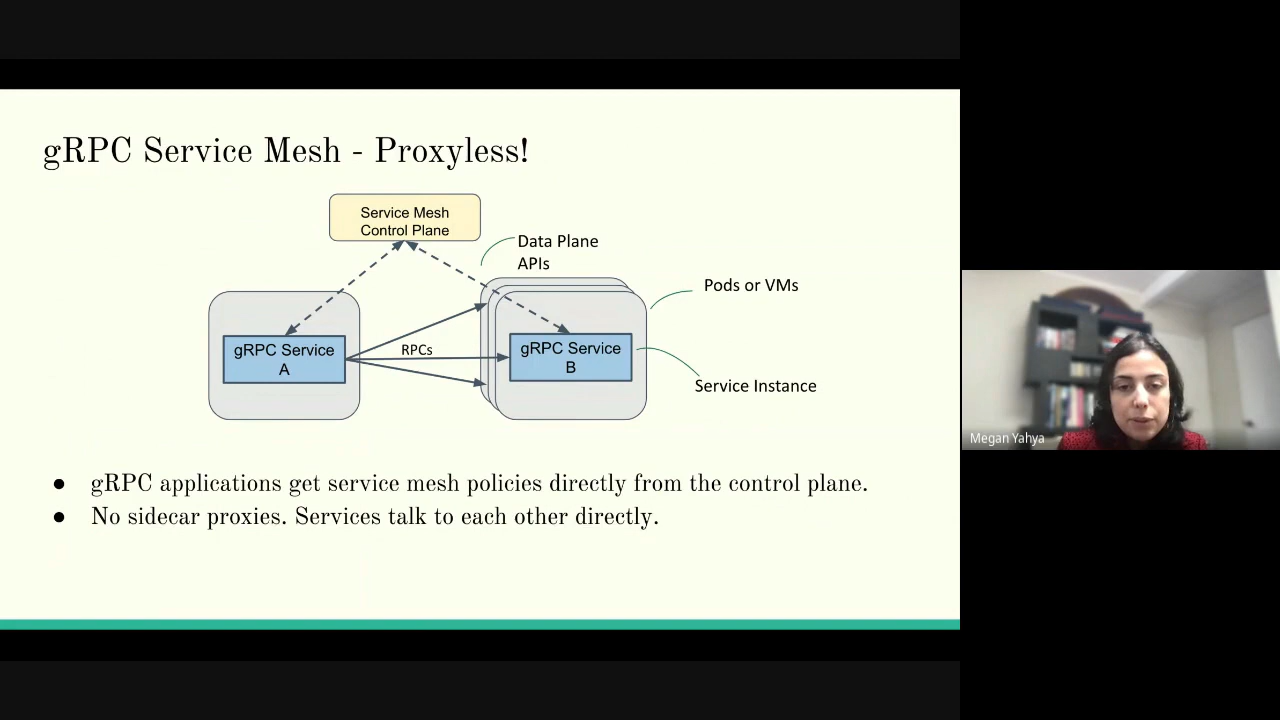 gRPC Service Mesh - Proxyless!
Service Mesh
Control Plane
Data Plane
APIs
Pods or VMs
gRPC Service
A
RPCs
gRPC Service
B
Service Instance
● gRPC applications get service mesh policies directly from the control plane.
● No sidecar proxies. Services talk to each other directly.
Megan Yahya